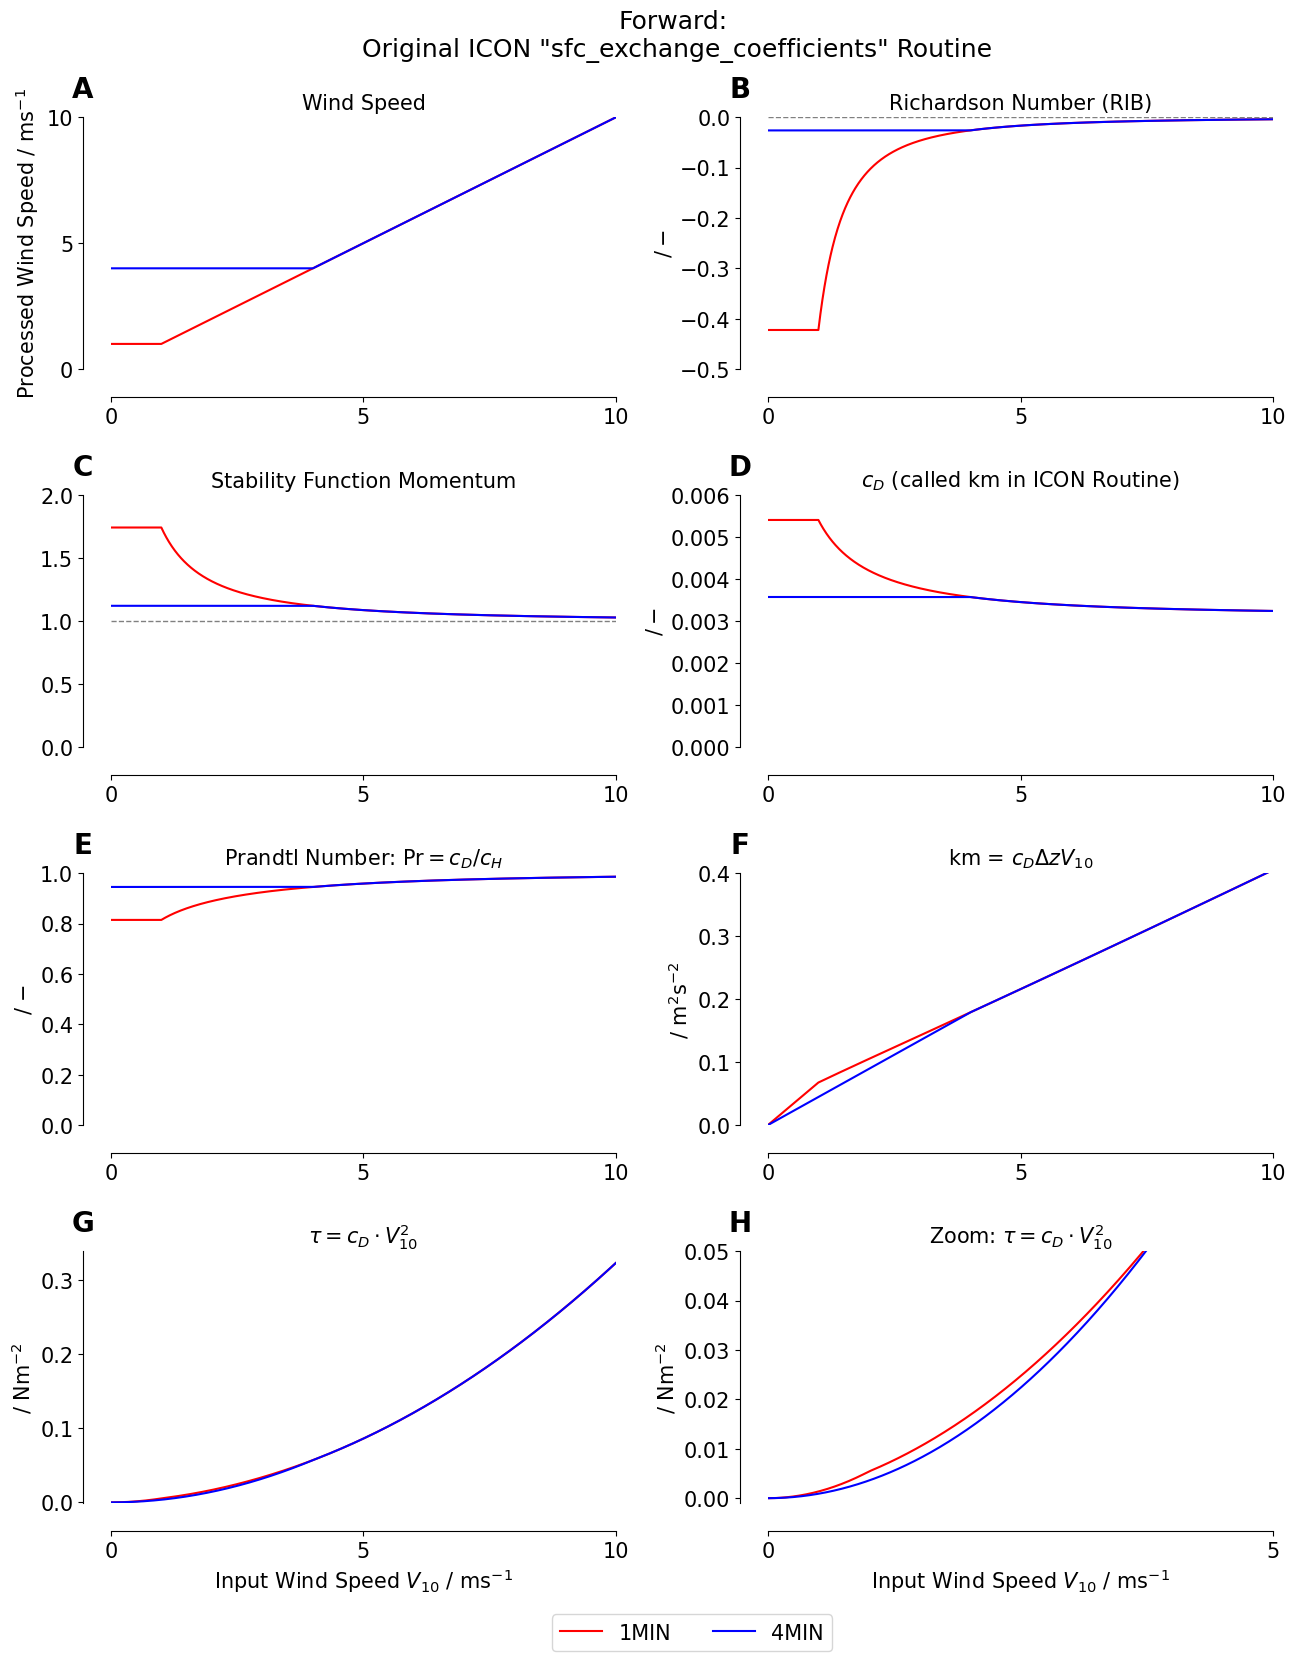 Forward:
Original ICON "sfc_exchange_coefficients" Routine
A
Wind Speed
Processed Wind Speed / ms⁻¹
10
5
0
0 5 10
B
Richardson Number (RIB)
/ −
0.0
−0.1
−0.2
−0.3
−0.4
−0.5
0 5 10
C
Stability Function Momentum
2.0
1.5
1.0
0.5
0.0
0 5 10
D
c_D (called km in ICON Routine)
/ −
0.006
0.005
0.004
0.003
0.002
0.001
0.000
0 5 10
E
Prandtl Number: Pr = c_D/c_H
/ −
1.0
0.8
0.6
0.4
0.2
0.0
0 5 10
F
km = c_DΔzV₁₀
/ m²s⁻²
0.4
0.3
0.2
0.1
0.0
0 5 10
G
τ = c_D · V₁₀²
/ Nm⁻²
0.3
0.2
0.1
0.0
0 5 10
Input Wind Speed V₁₀ / ms⁻¹
H
Zoom: τ = c_D · V₁₀²
/ Nm⁻²
0.05
0.04
0.03
0.02
0.01
0.00
0 5
Input Wind Speed V₁₀ / ms⁻¹
1MIN 4MIN